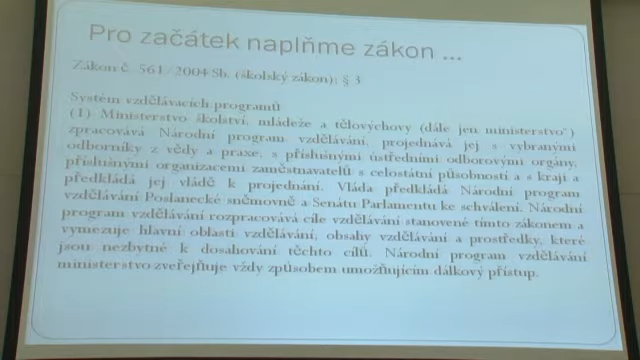 Pro začátek naplňme zákon ...
Zákon č. 561/2004 Sb. (školský zákon); § 3
Systém vzdělávacích programů
(1) Ministerstvo školství, mládeže a tělovýchovy (dále jen ministerstvo")
zpracovává Národní program vzdělávání, projednává jej s vybranými
odborníky z vědy a praxe, s příslušnými ústředními odborovými orgány,
příslušnými organizacemi zaměstnavatelů s celostátní působností a s kraji a
předkládá jej vládě k projednání. Vláda předkládá Národní program
vzdělávání Poslanecké sněmovně a Senátu Parlamentu ke schválení. Národní
program vzdělávání rozpracovává cíle vzdělávání stanovené tímto zákonem a
vymezuje hlavní oblasti vzdělávání, obsahy vzdělávání a prostředky, které
jsou nezbytné k dosahování těchto cílů. Národní program vzdělávání
ministerstvo zveřejňuje vždy způsobem umožňujícím dálkový přístup.